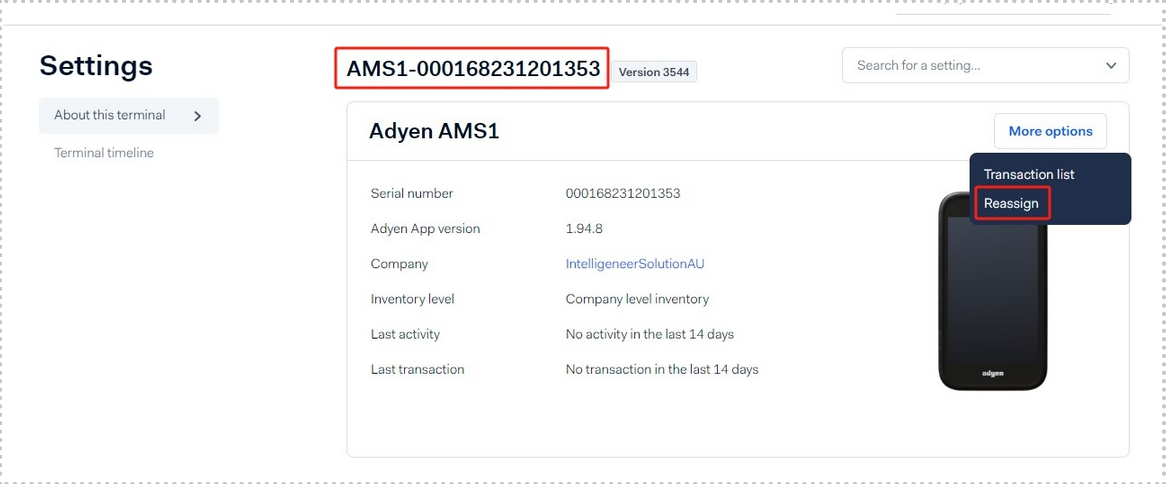 Settings
About this terminal
Terminal timeline
AMS1-000168231201353
Version 3544
Search for a setting...
Adyen AMS1
More options
Transaction list
Reassign
Serial number 000168231201353
Adyen App version 1.94.8
Company IntelligeneerSolutionAU
Inventory level Company level inventory
Last activity No activity in the last 14 days
Last transaction No transaction in the last 14 days
adyen